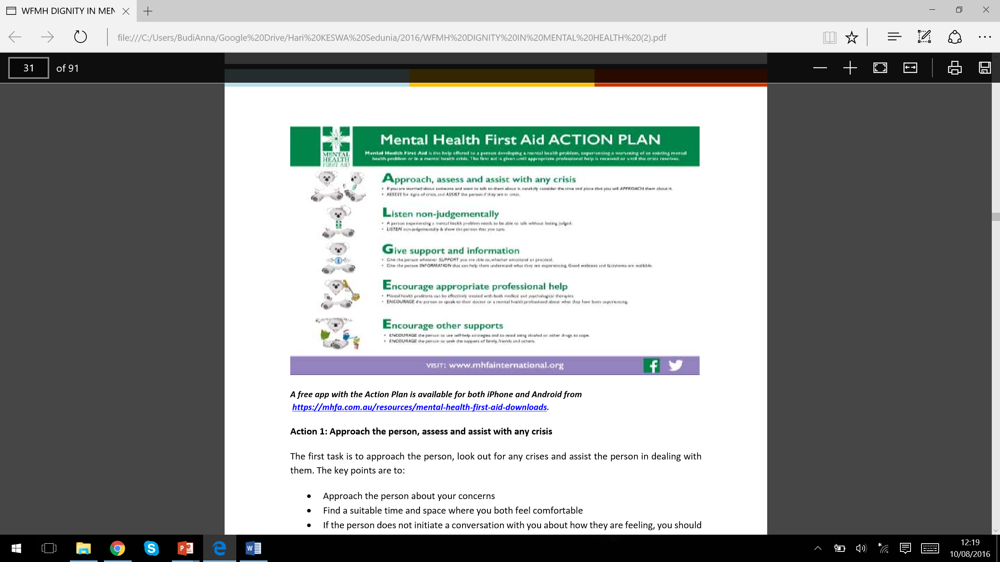 WFMH DIGNITY IN MEN
file:///C:/Users/BudiAnna/Google%20Drive/Hari%20KESWA%20Sedunia/2016/WFMH%20DIGNITY%20IN%20MENTAL%20HEALTH%20(2).pdf
31 of 91
MENTAL
HEALTH
FIRST AID
Mental Health First Aid ACTION PLAN
Mental Health First Aid is the help offered to a person developing a mental health problem, experiencing a worsening of an existing mental
health problem or in a mental health crisis. The first aid is given until appropriate professional help is received or until the crisis resolves.
Approach, assess and assist with any crisis
• If you are worried about someone and want to talk to them about it, carefully consider the time and place that you will APPROACH them about it.
• ASSESS for signs of crisis, and ASSIST the person if they are in crisis.
Listen non-judgementally
• A person experiencing a mental health problem needs to be able to talk without feeling judged.
• LISTEN non-judgementally & show the person that you care.
Give support and information
• Give the person whatever SUPPORT you are able to, whether emotional or practical.
• Give the person INFORMATION that can help them understand what they are experiencing. Good websites and factsheets are available.
Encourage appropriate professional help
• Mental health problems can be effectively treated with both medical and psychological therapies.
• ENCOURAGE the person to speak to their doctor or a mental health professional about what they have been experiencing.
Encourage other supports
• ENCOURAGE the person to use self-help strategies and to avoid using alcohol or other drugs to cope.
• ENCOURAGE the person to seek the support of family, friends and others.
VISIT: www.mhfainternational.org
A free app with the Action Plan is available for both iPhone and Android from
https://mhfa.com.au/resources/mental-health-first-aid-downloads.
Action 1: Approach the person, assess and assist with any crisis
The first task is to approach the person, look out for any crises and assist the person in dealing with
them. The key points are to:
• Approach the person about your concerns
• Find a suitable time and space where you both feel comfortable
• If the person does not initiate a conversation with you about how they are feeling, you should
12:19
10/08/2016